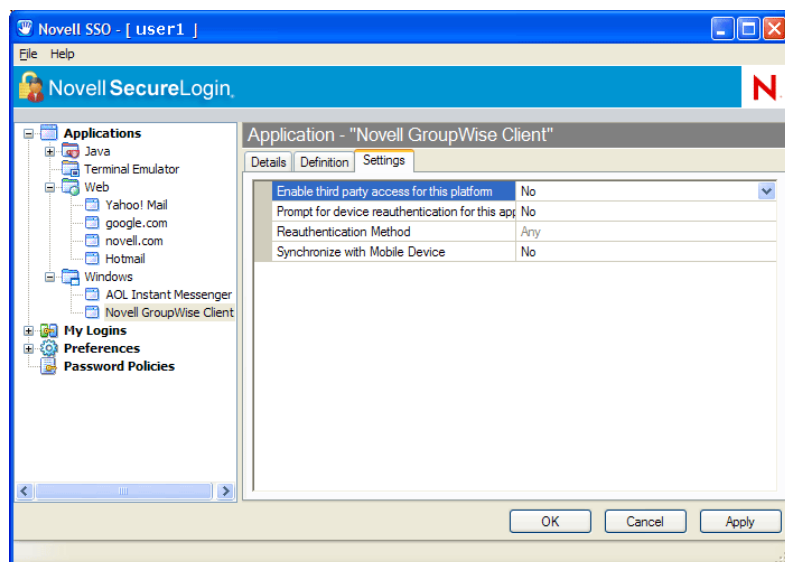 Novell SSO - [ user1 ]
File Help
Novell SecureLogin.
N
Applications
Java
Terminal Emulator
Web
Yahoo! Mail
google.com
novell.com
Hotmail
Windows
AOL Instant Messenger
Novell GroupWise Client
My Logins
Preferences
Password Policies
Application - "Novell GroupWise Client"
Details Definition Settings
Enable third party access for this platform No
Prompt for device reauthentication for this app No
Reauthentication Method Any
Synchronize with Mobile Device No
OK Cancel Apply